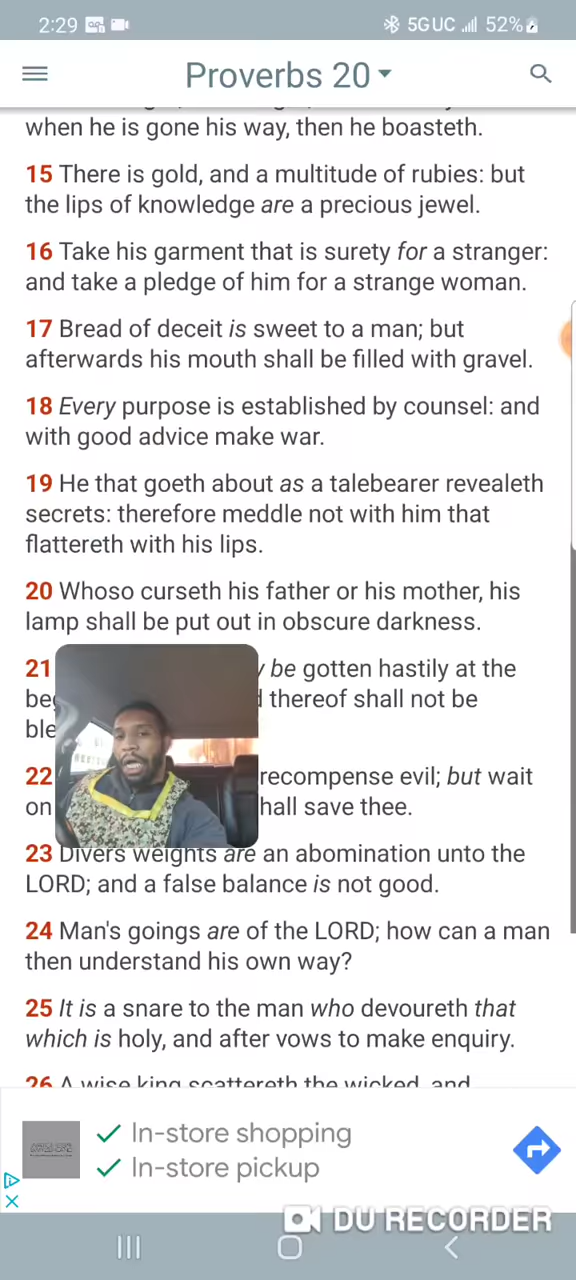 2:29 5G UC 52%
Proverbs 20
when he is gone his way, then he boasteth.
15 There is gold, and a multitude of rubies: but
the lips of knowledge are a precious jewel.
16 Take his garment that is surety for a stranger:
and take a pledge of him for a strange woman.
17 Bread of deceit is sweet to a man; but
afterwards his mouth shall be filled with gravel.
18 Every purpose is established by counsel: and
with good advice make war.
19 He that goeth about as a talebearer revealeth
secrets: therefore meddle not with him that
flattereth with his lips.
20 Whoso curseth his father or his mother, his
lamp shall be put out in obscure darkness.
21 be gotten hastily at the
thereof shall not be
22 recompense evil; but wait
on save thee.
23 Divers weights are an abomination unto the
LORD; and a false balance is not good.
24 Man's goings are of the LORD; how can a man
then understand his own way?
25 It is a snare to the man who devoureth that
which is holy, and after vows to make enquiry.
26 A wise king scattereth the wicked, and
In-store shopping
In-store pickup
DU RECORDER